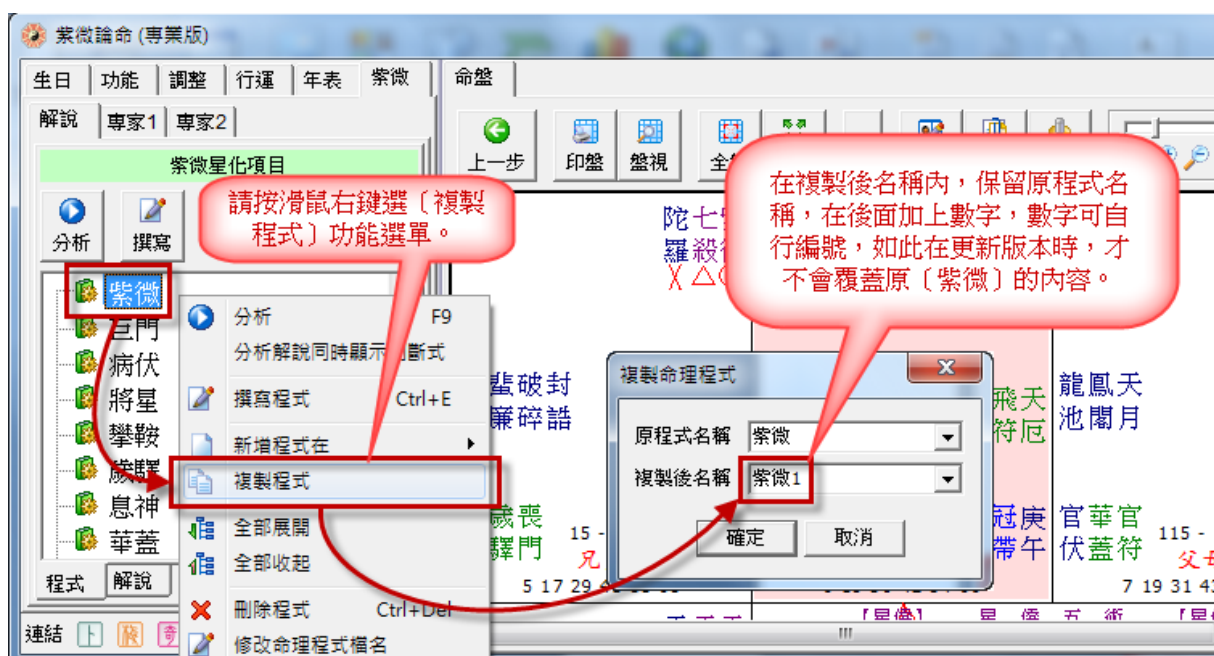 紫微論命 (專業版)
生日 功能 調整 行運 年表 紫微
命盤
解說 專家1 專家2
紫微星化項目
上一步 印盤 盤視
分析 撰寫
請按滑鼠右鍵選〔複製
程式〕功能選單。
在複製後名稱內，保留原程式名
稱，在後面加上數字，數字可自
行編號，如此在更新版本時，才
不會覆蓋原〔紫微〕的內容。
紫微
巨門
病伏
將星
攀鞍
歲驛
息神
華蓋
程式 解說
連結
分析 F9
分析解說同時顯示
撰寫程式 Ctrl+E
新增程式在
複製程式
全部展開
全部收起
刪除程式 Ctrl+Del
修改命理程式檔名
陀七
羅殺
蜚破封
廉碎誥
歲喪
驛門
15 -
兄
5 17 29
複製命理程式
原程式名稱 紫微
複製後名稱 紫微1
確定 取消
飛天
符厄
龍鳳天
池閣月
冠庚
帶午
官華官
伏蓋符
115 -
父母
7 19 31 43